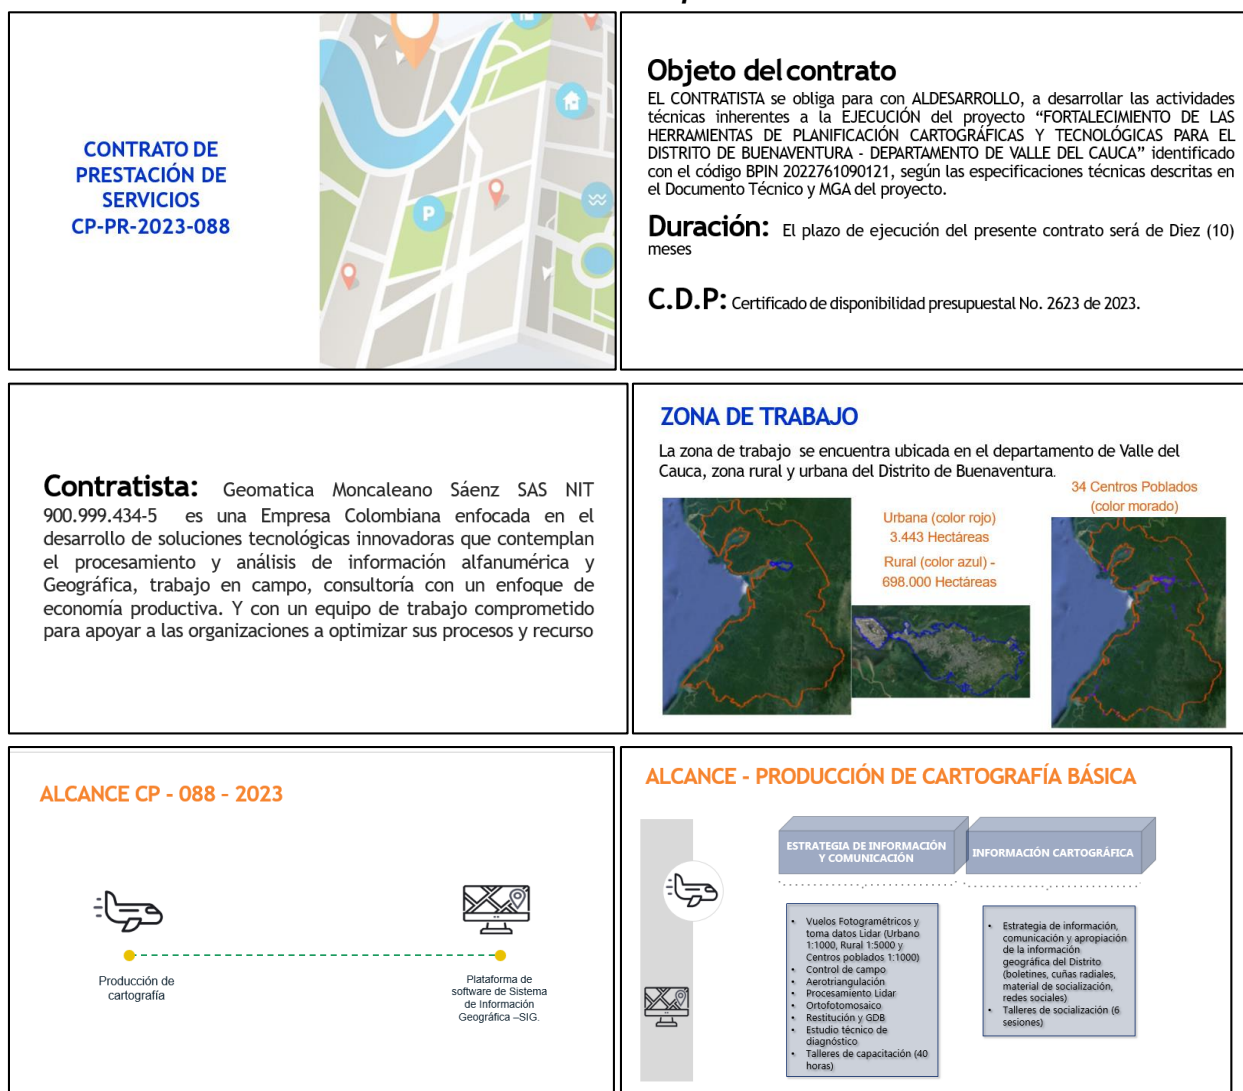 CONTRATO DE
PRESTACIÓN DE
SERVICIOS
CP-PR-2023-088
P
Objeto del contrato
EL CONTRATISTA se obliga para con ALDESARROLLO, a desarrollar las actividades
técnicas inherentes a la EJECUCIÓN del proyecto “FORTALECIMIENTO DE LAS
HERRAMIENTAS DE PLANIFICACIÓN CARTOGRÁFICAS Y TECNOLÓGICAS PARA EL
DISTRITO DE BUENAVENTURA - DEPARTAMENTO DE VALLE DEL CAUCA” identificado
con el código BPIN 2022761090121, según las especificaciones técnicas descritas en
el Documento Técnico y MGA del proyecto.
Duración: El plazo de ejecución del presente contrato será de Diez (10)
meses
C.D.P: Certificado de disponibilidad presupuestal No. 2623 de 2023.
Contratista: Geomatica Moncaleano Sáenz SAS NIT
900.999.434-5 es una Empresa Colombiana enfocada en el
desarrollo de soluciones tecnológicas innovadoras que contemplan
el procesamiento y análisis de información alfanumérica y
Geográfica, trabajo en campo, consultoría con un enfoque de
economía productiva. Y con un equipo de trabajo comprometido
para apoyar a las organizaciones a optimizar sus procesos y recurso
ZONA DE TRABAJO
La zona de trabajo se encuentra ubicada en el departamento de Valle del
Cauca, zona rural y urbana del Distrito de Buenaventura.
34 Centros Poblados
(color morado)
Urbana (color rojo)
3.443 Hectáreas
Rural (color azul) -
698.000 Hectáreas
ALCANCE CP - 088 - 2023
Producción de
cartografía
Plataforma de
software de Sistema
de Información
Geográfica –SIG.
ALCANCE - PRODUCCIÓN DE CARTOGRAFÍA BÁSICA
ESTRATEGIA DE INFORMACIÓN
Y COMUNICACIÓN
• Vuelos Fotogramétricos y
toma datos Lidar (Urbano
1:1000, Rural 1:5000 y
Centros poblados 1:1000)
• Control de campo
• Aerotriangulación
• Procesamiento Lidar
• Ortofotomosaico
• Restitución y GDB
• Estudio técnico de
diagnóstico
• Talleres de capacitación (40
horas)
INFORMACIÓN CARTOGRÁFICA
• Estrategia de información,
comunicación y apropiación
de la información
geográfica del Distrito
(boletines, cuñas radiales,
material de socialización,
redes sociales)
• Talleres de socialización (6
sesiones)